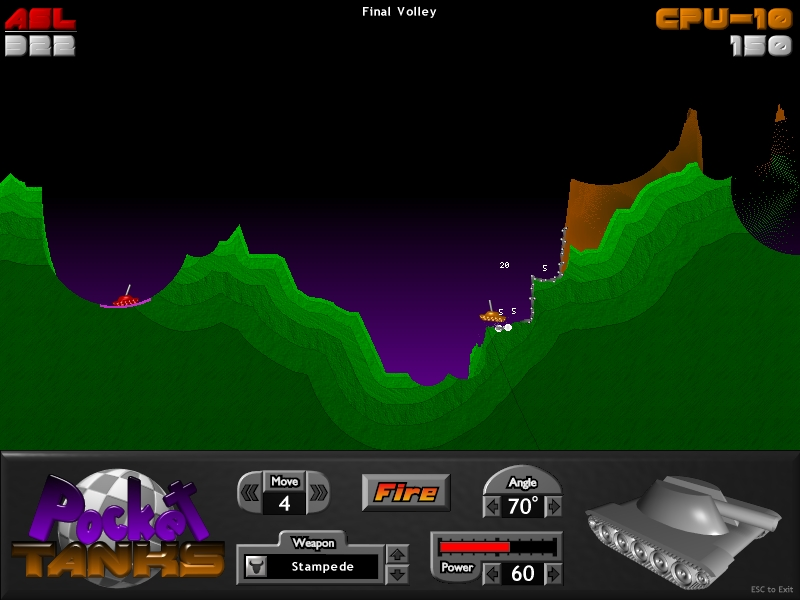 Final Volley
ASL
322
CPU-10
150
20
5
5 5
Move
4
Fire
Angle
70°
Pocket
TANKS
Weapon
Stampede
Power
60
ESC to Exit